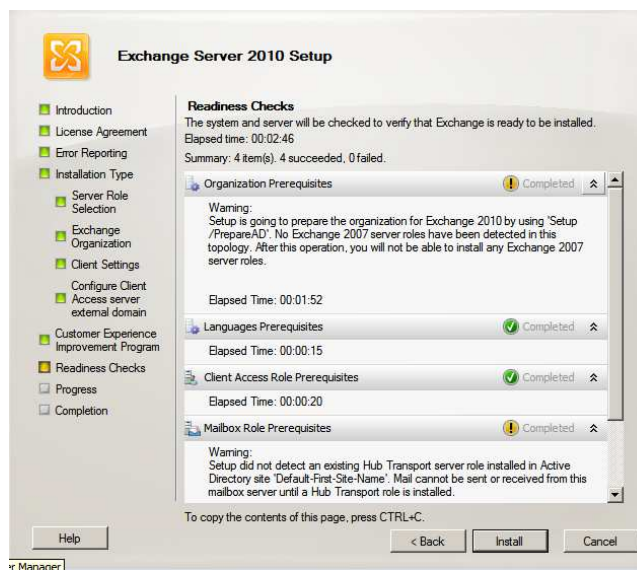 Exchange Server 2010 Setup
Introduction
License Agreement
Error Reporting
Installation Type
Server Role
Selection
Exchange
Organization
Client Settings
Configure Client
Access server
external domain
Customer Experience
Improvement Program
Readiness Checks
Progress
Completion
Readiness Checks
The system and server will be checked to verify that Exchange is ready to be installed.
Elapsed time: 00:02:46
Summary: 4 item(s). 4 succeeded, 0 failed.
Organization Prerequisites Completed
Warning:
Setup is going to prepare the organization for Exchange 2010 by using 'Setup
/PrepareAD'. No Exchange 2007 server roles have been detected in this
topology. After this operation, you will not be able to install any Exchange 2007
server roles.
Elapsed Time: 00:01:52
Languages Prerequisites Completed
Elapsed Time: 00:00:15
Client Access Role Prerequisites Completed
Elapsed Time: 00:00:20
Mailbox Role Prerequisites Completed
Warning:
Setup did not detect an existing Hub Transport server role installed in Active
Directory site 'Default-First-Site-Name'. Mail cannot be sent or received from this
mailbox server until a Hub Transport role is installed.
To copy the contents of this page, press CTRL+C.
Help < Back Install Cancel
er Manager